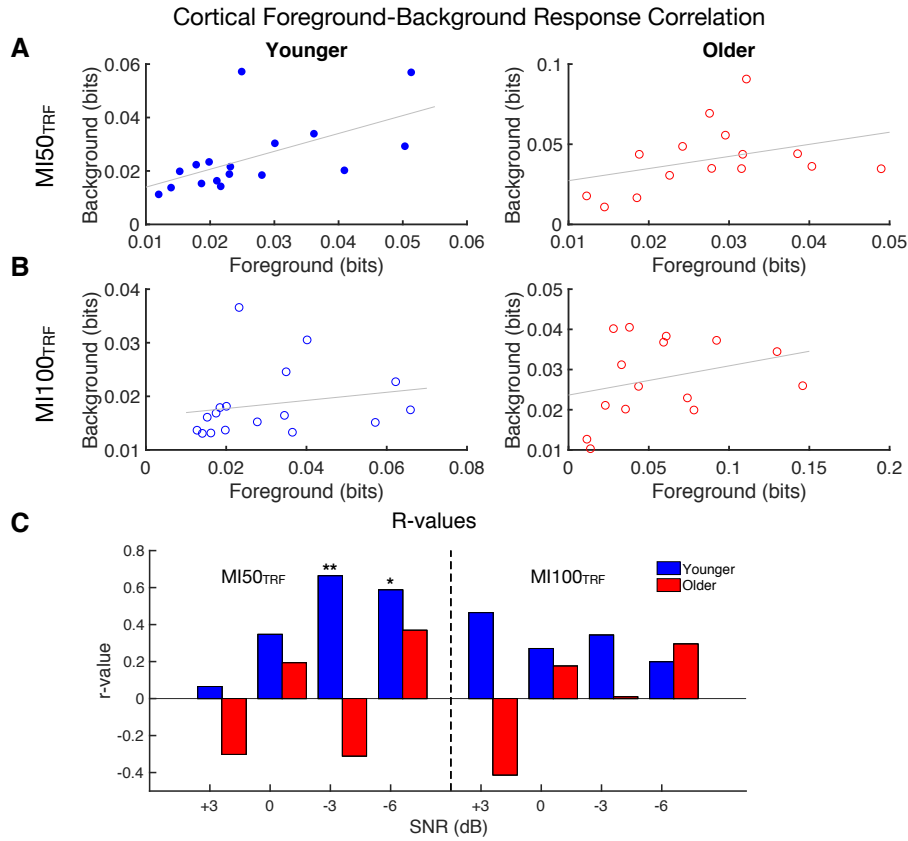 Cortical Foreground-Background Response Correlation
A
Younger
Older
MI50TRF
Background (bits)
0.06
0.04
0.02
0
0.01
0.02
0.03
0.04
0.05
0.06
Foreground (bits)
Background (bits)
0.1
0.05
0
0.01
0.02
0.03
0.04
0.05
Foreground (bits)
B
MI100TRF
Background (bits)
0.04
0.03
0.02
0.01
0
0.02
0.04
0.06
0.08
Foreground (bits)
Background (bits)
0.05
0.04
0.03
0.02
0.01
0
0.05
0.1
0.15
0.2
Foreground (bits)
C
R-values
r-value
0.8
0.6
0.4
0.2
0
-0.2
-0.4
MI50TRF
**
*
MI100TRF
Younger
Older
+3
0
-3
-6
+3
0
-3
-6
SNR (dB)